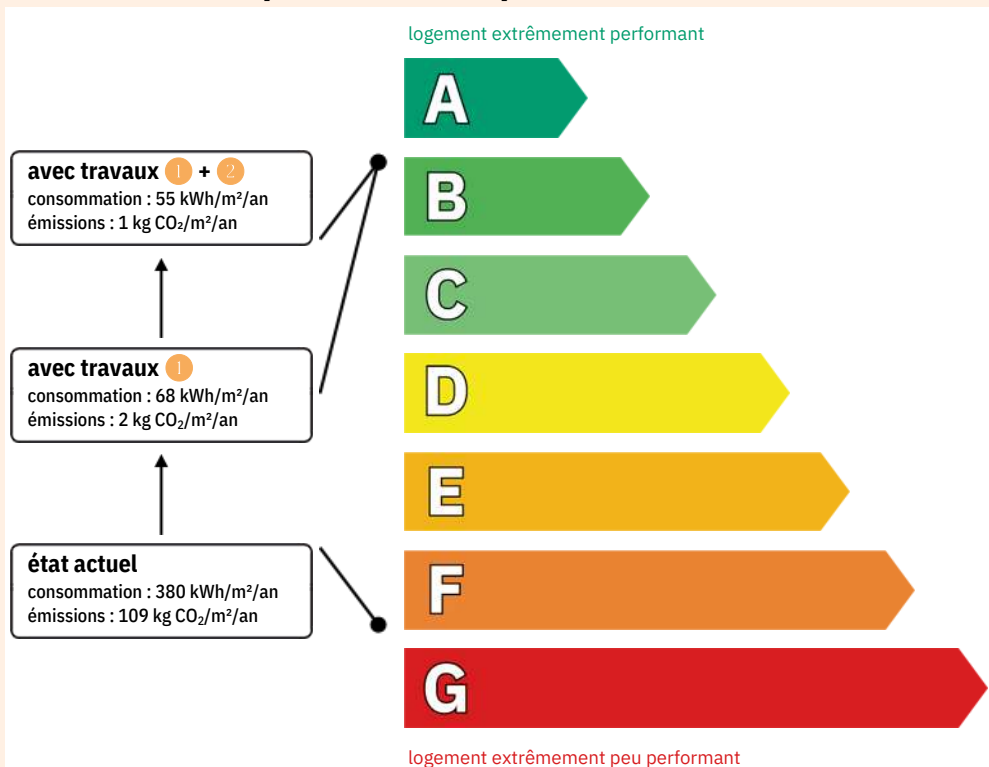 logement extrêmement performant
A
avec travaux 1 + 2
consommation : 55 kWh/m²/an
émissions : 1 kg CO₂/m²/an
B
C
avec travaux 1
consommation : 68 kWh/m²/an
émissions : 2 kg CO₂/m²/an
D
E
état actuel
consommation : 380 kWh/m²/an
émissions : 109 kg CO₂/m²/an
F
G
logement extrêmement peu performant